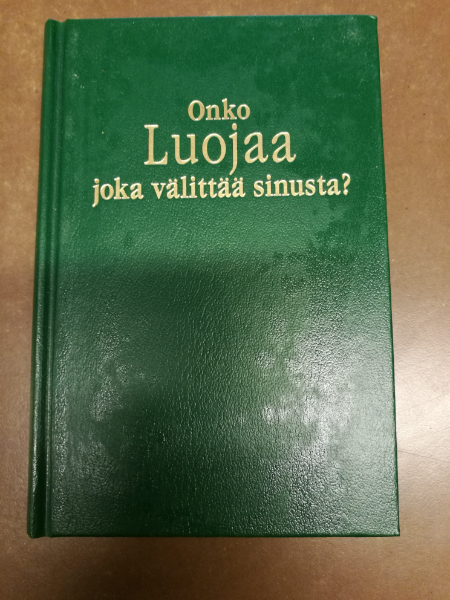 Onko
Luojaa
joka välittää sinusta?